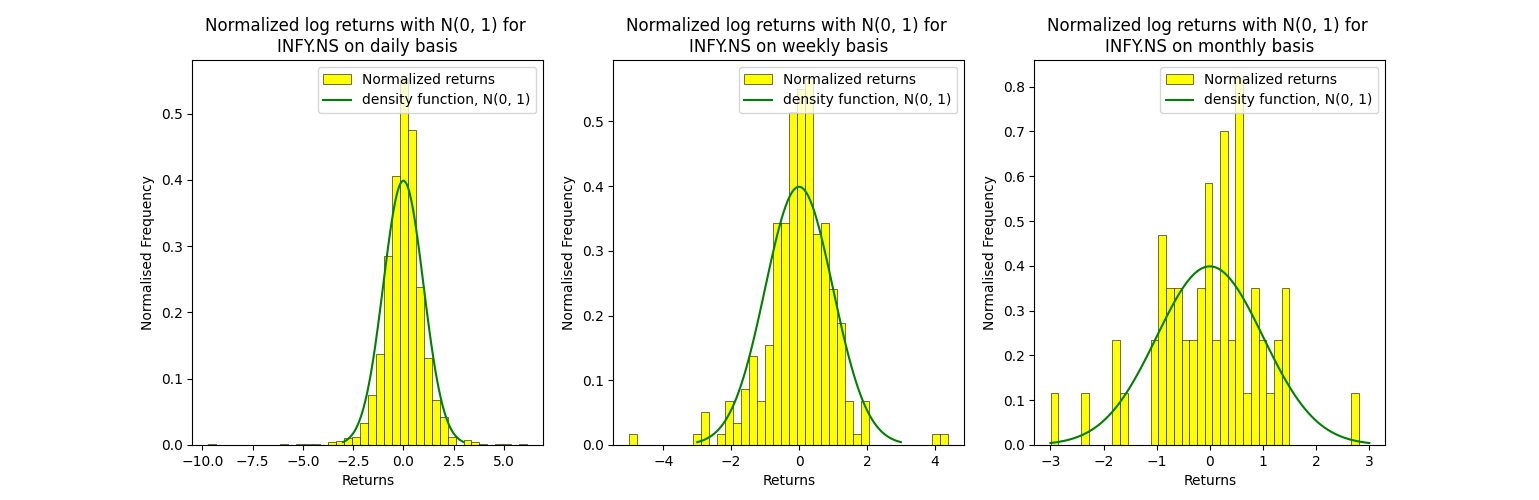 Normalized log returns with N(0, 1) for
INFY.NS on daily basis
Normalized returns
density function, N(0, 1)
0.5
0.4
0.3
0.2
0.1
0.0
Normalised Frequency
−10.0 −7.5 −5.0 −2.5 0.0 2.5 5.0
Returns
Normalized log returns with N(0, 1) for
INFY.NS on weekly basis
Normalized returns
density function, N(0, 1)
0.5
0.4
0.3
0.2
0.1
0.0
Normalised Frequency
−4 −2 0 2 4
Returns
Normalized log returns with N(0, 1) for
INFY.NS on monthly basis
Normalized returns
density function, N(0, 1)
0.8
0.7
0.6
0.5
0.4
0.3
0.2
0.1
0.0
Normalised Frequency
−3 −2 −1 0 1 2 3
Returns